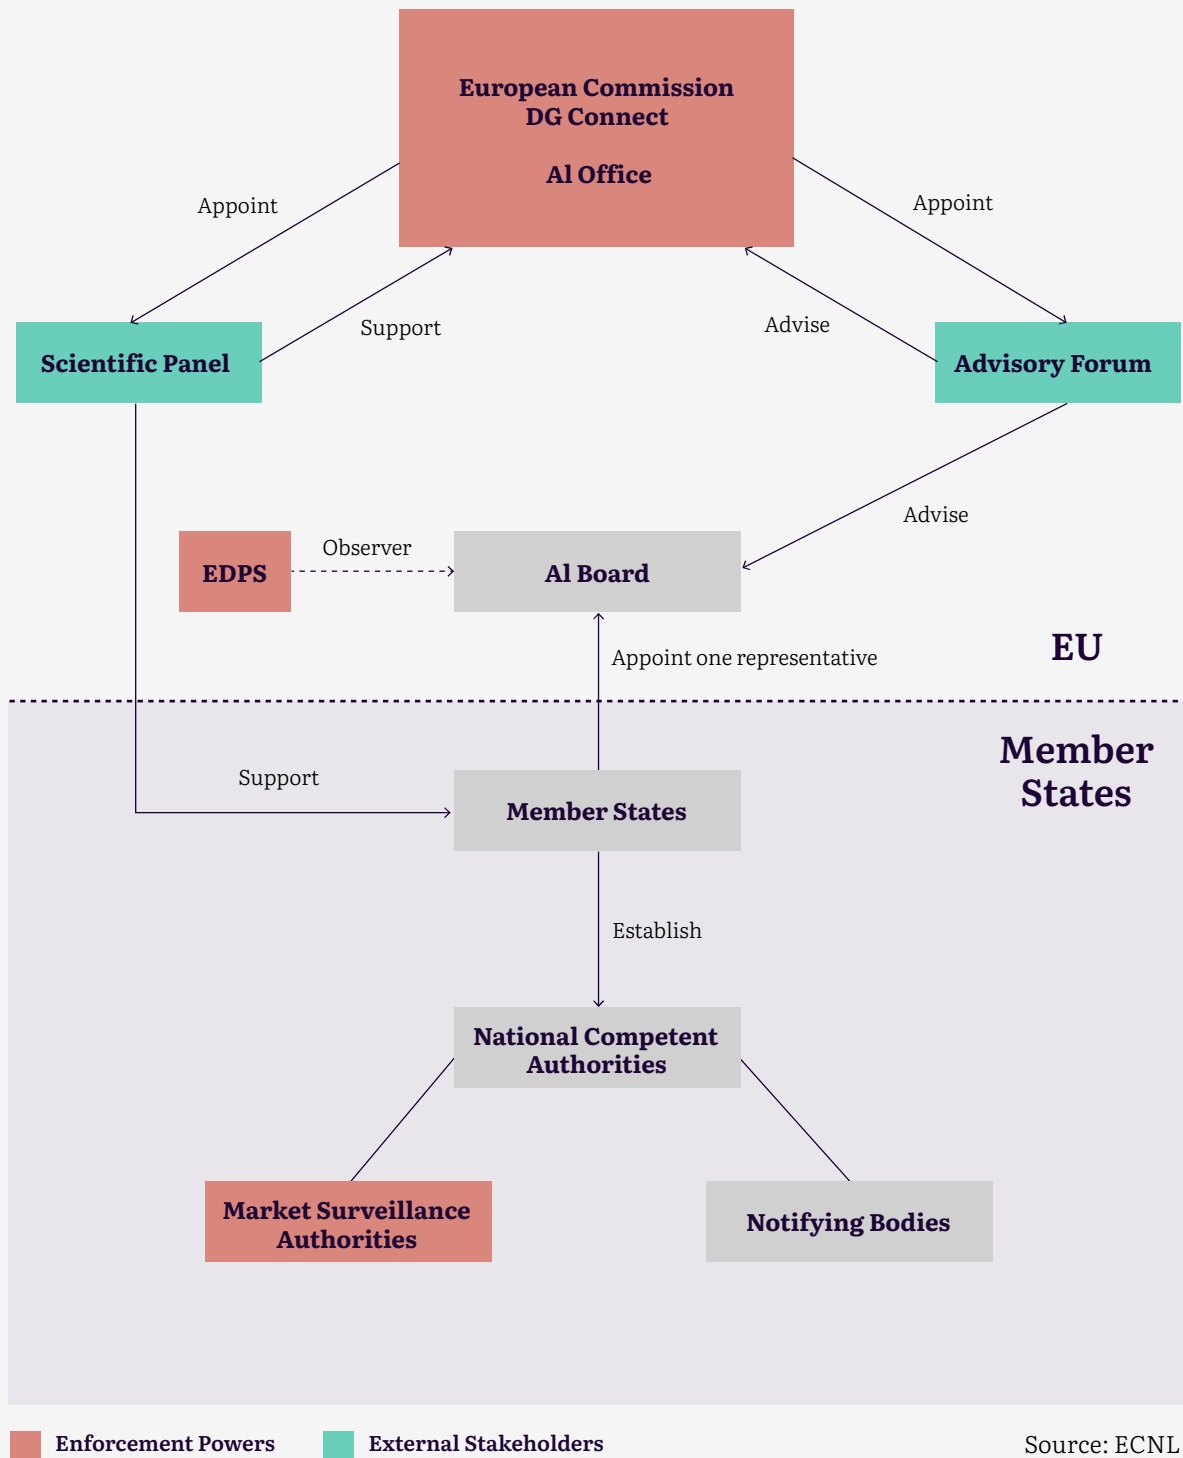 European Commission
DG Connect
AI Office
Appoint
Appoint
Support
Advise
Scientific Panel
Advisory Forum
Advise
EDPS
Observer
AI Board
EU
Appoint one representative
Member
States
Support
Member States
Establish
National Competent
Authorities
Market Surveillance
Authorities
Notifying Bodies
Enforcement Powers
External Stakeholders
Source: ECNL